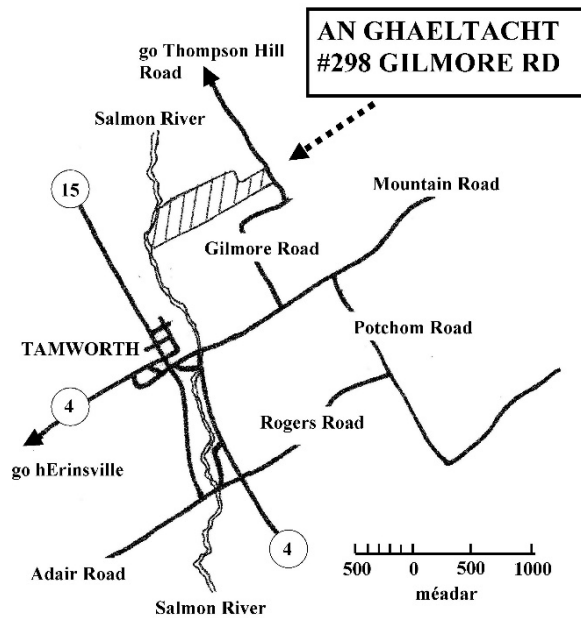 AN GHAELTACHT
#298 GILMORE RD
go Thompson Hill
Road
Salmon River
15
Mountain Road
Gilmore Road
Potchom Road
TAMWORTH
4
Rogers Road
go hErinsville
4
Adair Road
Salmon River
500 0 500 1000
méadar